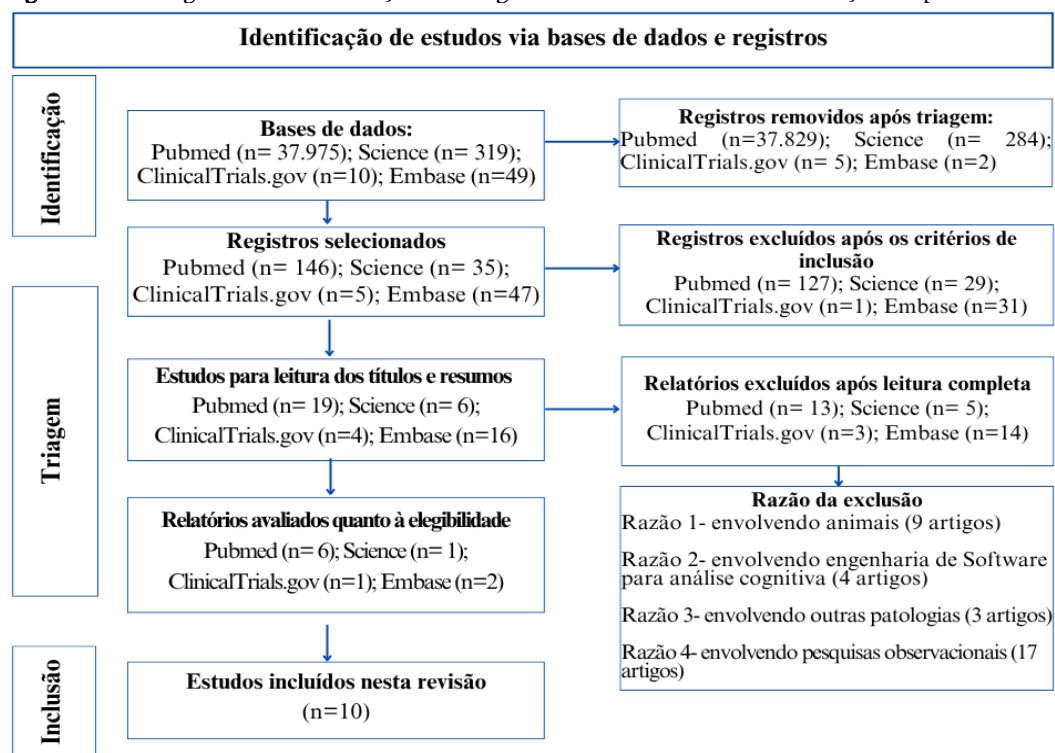 Identificação de estudos via bases de dados e registros
Identificação
Bases de dados:
Pubmed (n= 37.975); Science (n= 319);
ClinicalTrials.gov (n=10); Embase (n=49)
Registros removidos após triagem:
Pubmed (n=37.829); Science (n= 284);
ClinicalTrials.gov (n= 5); Embase (n=2)
Registros selecionados
Pubmed (n= 146); Science (n= 35);
ClinicalTrials.gov (n=5); Embase (n=47)
Registros excluídos após os critérios de
inclusão
Pubmed (n= 127); Science (n= 29);
ClinicalTrials.gov (n=1); Embase (n=31)
Triagem
Estudos para leitura dos títulos e resumos
Pubmed (n= 19); Science (n= 6);
ClinicalTrials.gov (n=4); Embase (n=16)
Relatórios excluídos após leitura completa
Pubmed (n= 13); Science (n= 5);
ClinicalTrials.gov (n=3); Embase (n=14)
Relatórios avaliados quanto à elegibilidade
Pubmed (n= 6); Science (n= 1);
ClinicalTrials.gov (n=1); Embase (n=2)
Razão da exclusão
Razão 1- envolvendo animais (9 artigos)
Razão 2- envolvendo engenharia de Software
para análise cognitiva (4 artigos)
Razão 3- envolvendo outras patologias (3 artigos)
Razão 4- envolvendo pesquisas observacionais (17
artigos)
Inclusão
Estudos incluídos nesta revisão
(n=10)